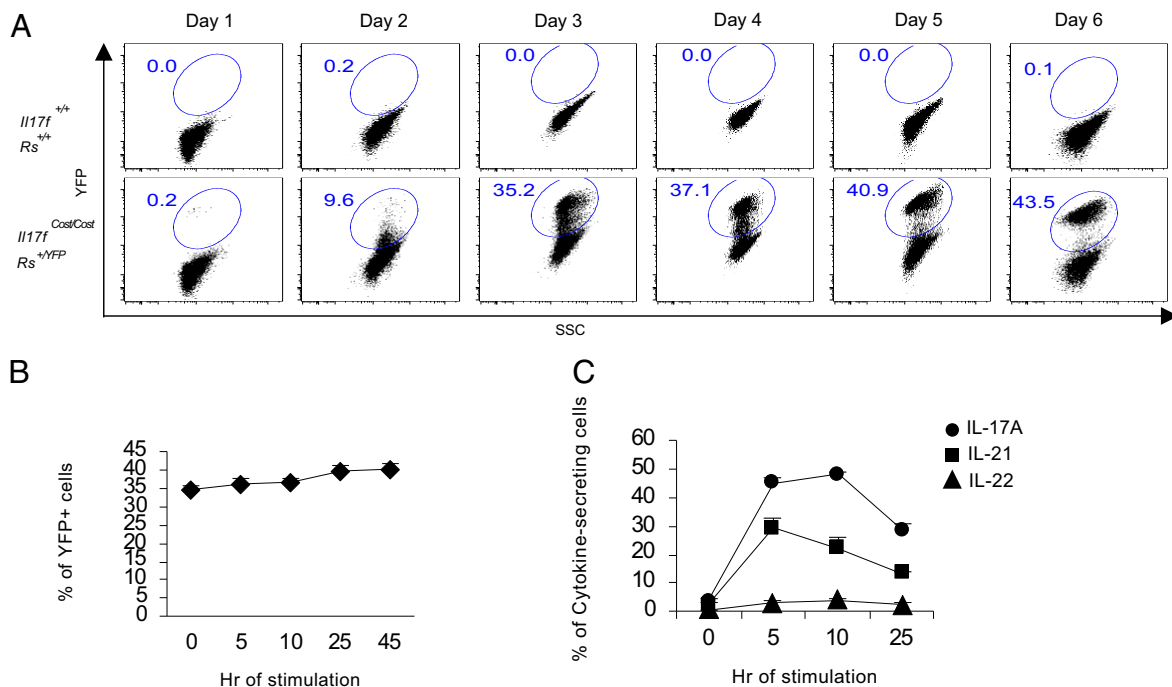 A
Day 1
Day 2
Day 3
Day 4
Day 5
Day 6
Il17f +/+
Rs +/+
0.0
0.2
0.0
0.0
0.0
0.1
YFP
Il17f Cost/Cost
Rs +/YFP
0.2
9.6
35.2
37.1
40.9
43.5
SSC
B
% of YFP+ cells
45
40
35
30
25
20
15
10
5
0
0 5 10 25 45
Hr of stimulation
C
% of Cytokine-secreting cells
60
50
40
30
20
10
0
0 5 10 25
Hr of stimulation
IL-17A
IL-21
IL-22